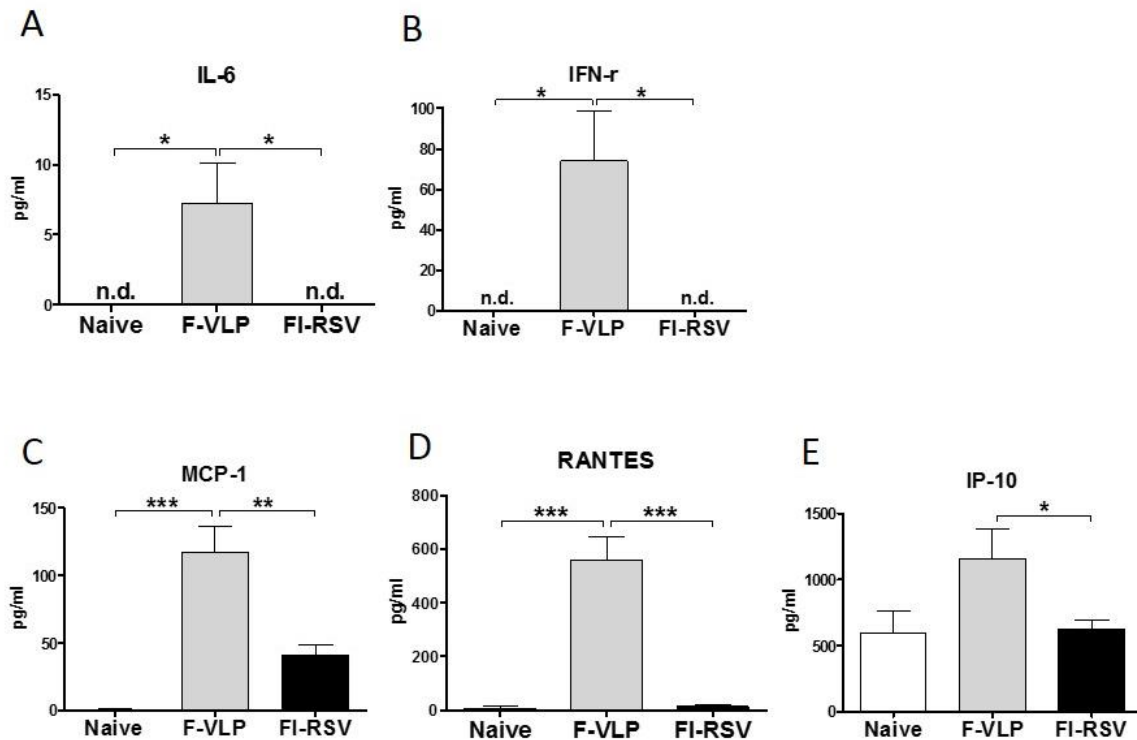 A
IL-6
15
10
5
0
pg/ml
* *
n.d. n.d.
Naive F-VLP FI-RSV
B
IFN-r
100
80
60
40
20
0
pg/ml
* *
n.d. n.d.
Naive F-VLP FI-RSV
C
MCP-1
150
100
50
0
pg/ml
*** **
Naive F-VLP FI-RSV
D
RANTES
800
600
400
200
0
pg/ml
*** ***
Naive F-VLP FI-RSV
E
IP-10
1500
1000
500
0
pg/ml
*
Naive F-VLP FI-RSV